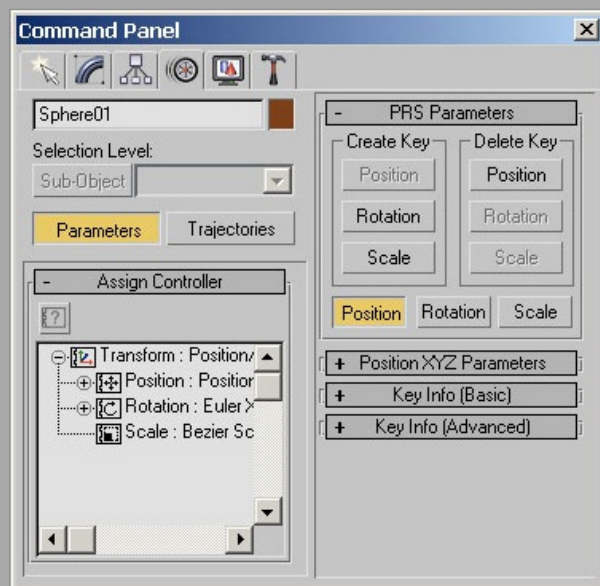 Command Panel
Sphere01
Selection Level:
Sub-Object
Parameters Trajectories
- Assign Controller
?
Transform : Position/
Position : Position
Rotation : Euler X
Scale : Bezier Sc
- PRS Parameters
Create Key Delete Key
Position Position
Rotation Rotation
Scale Scale
Position Rotation Scale
+ Position XYZ Parameters
+ Key Info (Basic)
+ Key Info (Advanced)